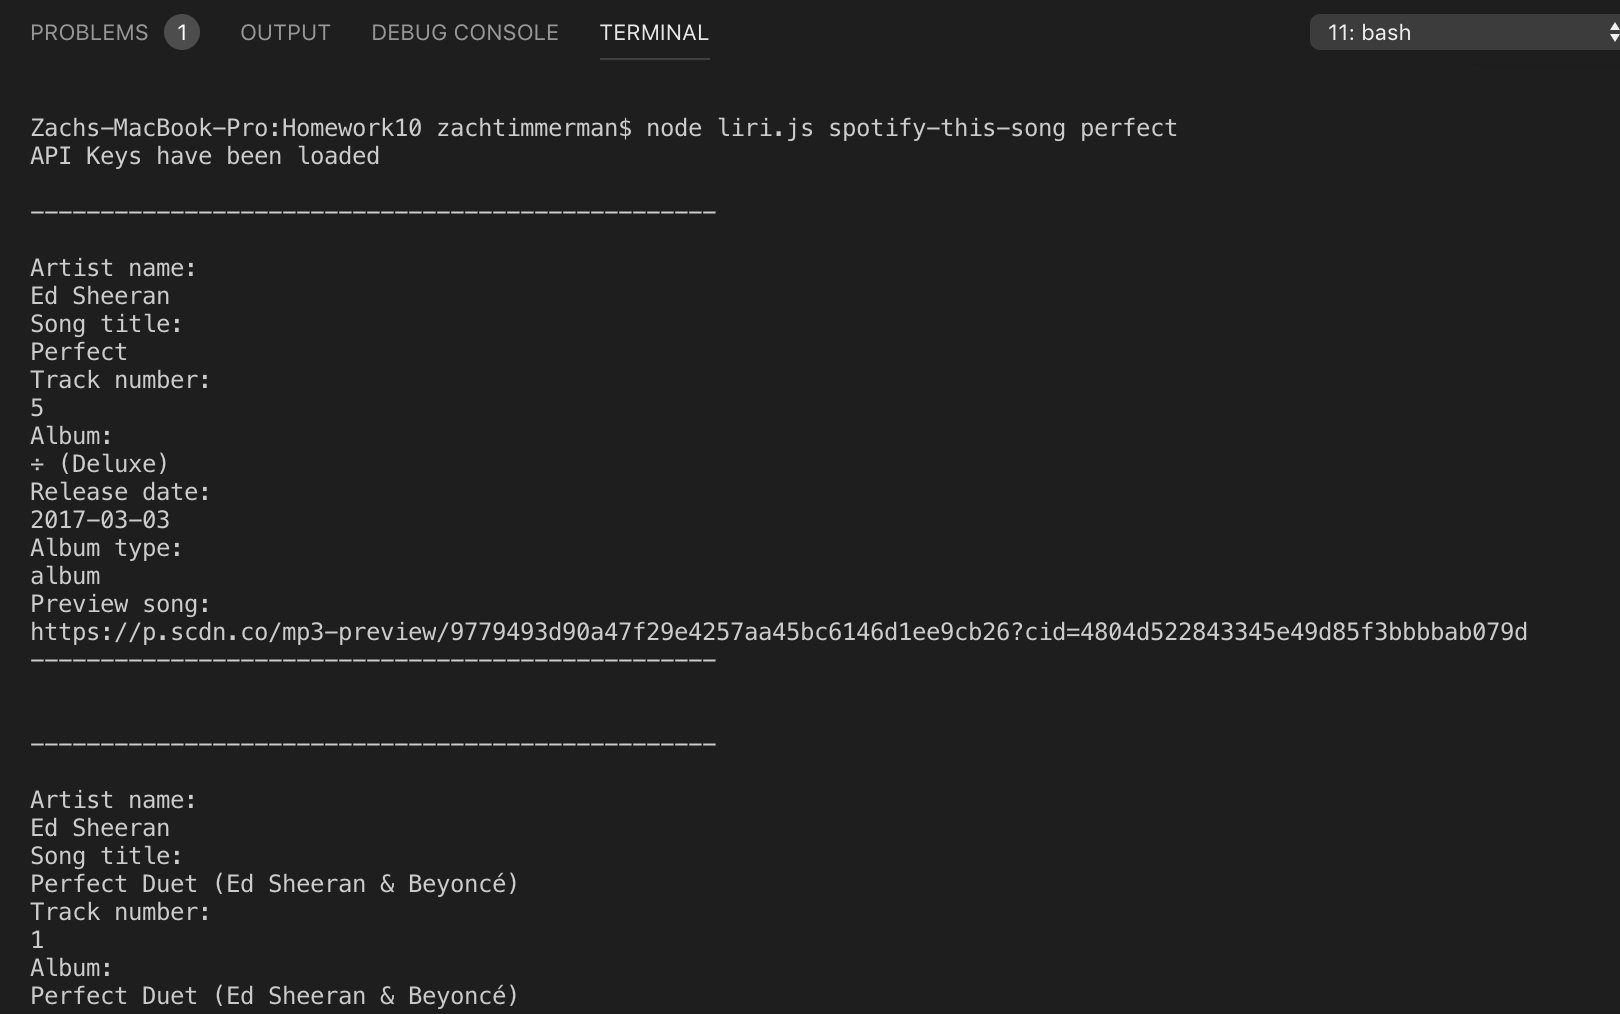 PROBLEMS 1 OUTPUT DEBUG CONSOLE TERMINAL 11: bash
Zachs-MacBook-Pro:Homework10 zachtimmerman$ node liri.js spotify-this-song perfect
API Keys have been loaded
-------------------------------------------------
Artist name:
Ed Sheeran
Song title:
Perfect
Track number:
5
Album:
÷ (Deluxe)
Release date:
2017-03-03
Album type:
album
Preview song:
https://p.scdn.co/mp3-preview/9779493d90a47f29e4257aa45bc6146d1ee9cb26?cid=4804d522843345e49d85f3bbbbab079d
-------------------------------------------------
-------------------------------------------------
Artist name:
Ed Sheeran
Song title:
Perfect Duet (Ed Sheeran & Beyoncé)
Track number:
1
Album:
Perfect Duet (Ed Sheeran & Beyoncé)